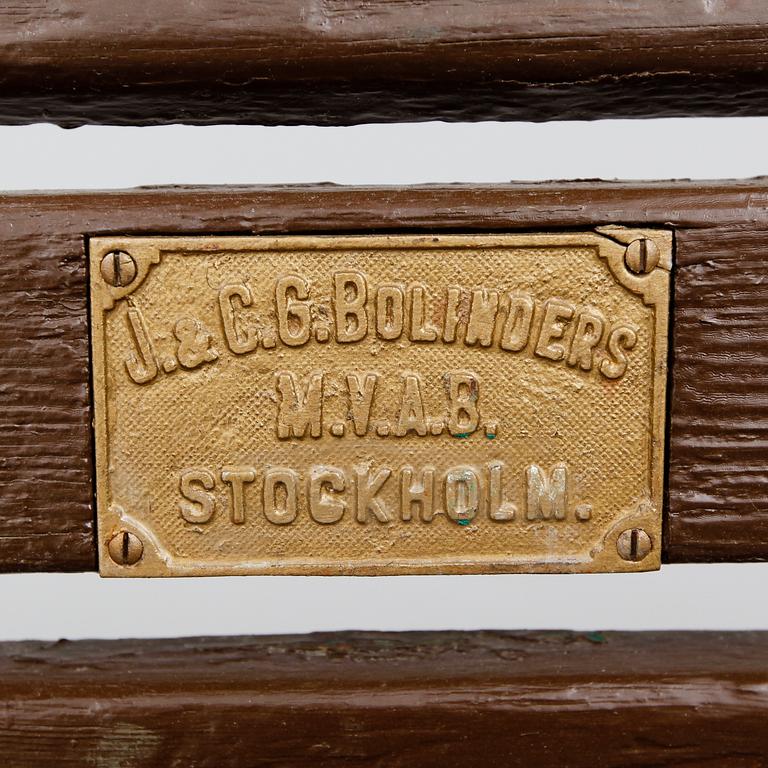 J. & C. G. BOLINDERS
M. V. A. B.
STOCKHOLM.